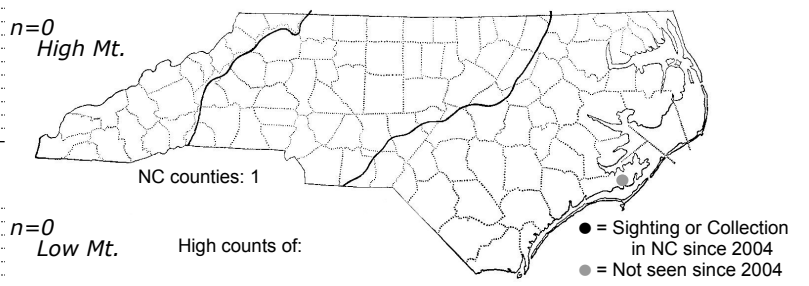 n=0
High Mt.
NC counties: 1
n=0
Low Mt.
High counts of:
● = Sighting or Collection
in NC since 2004
● = Not seen since 2004